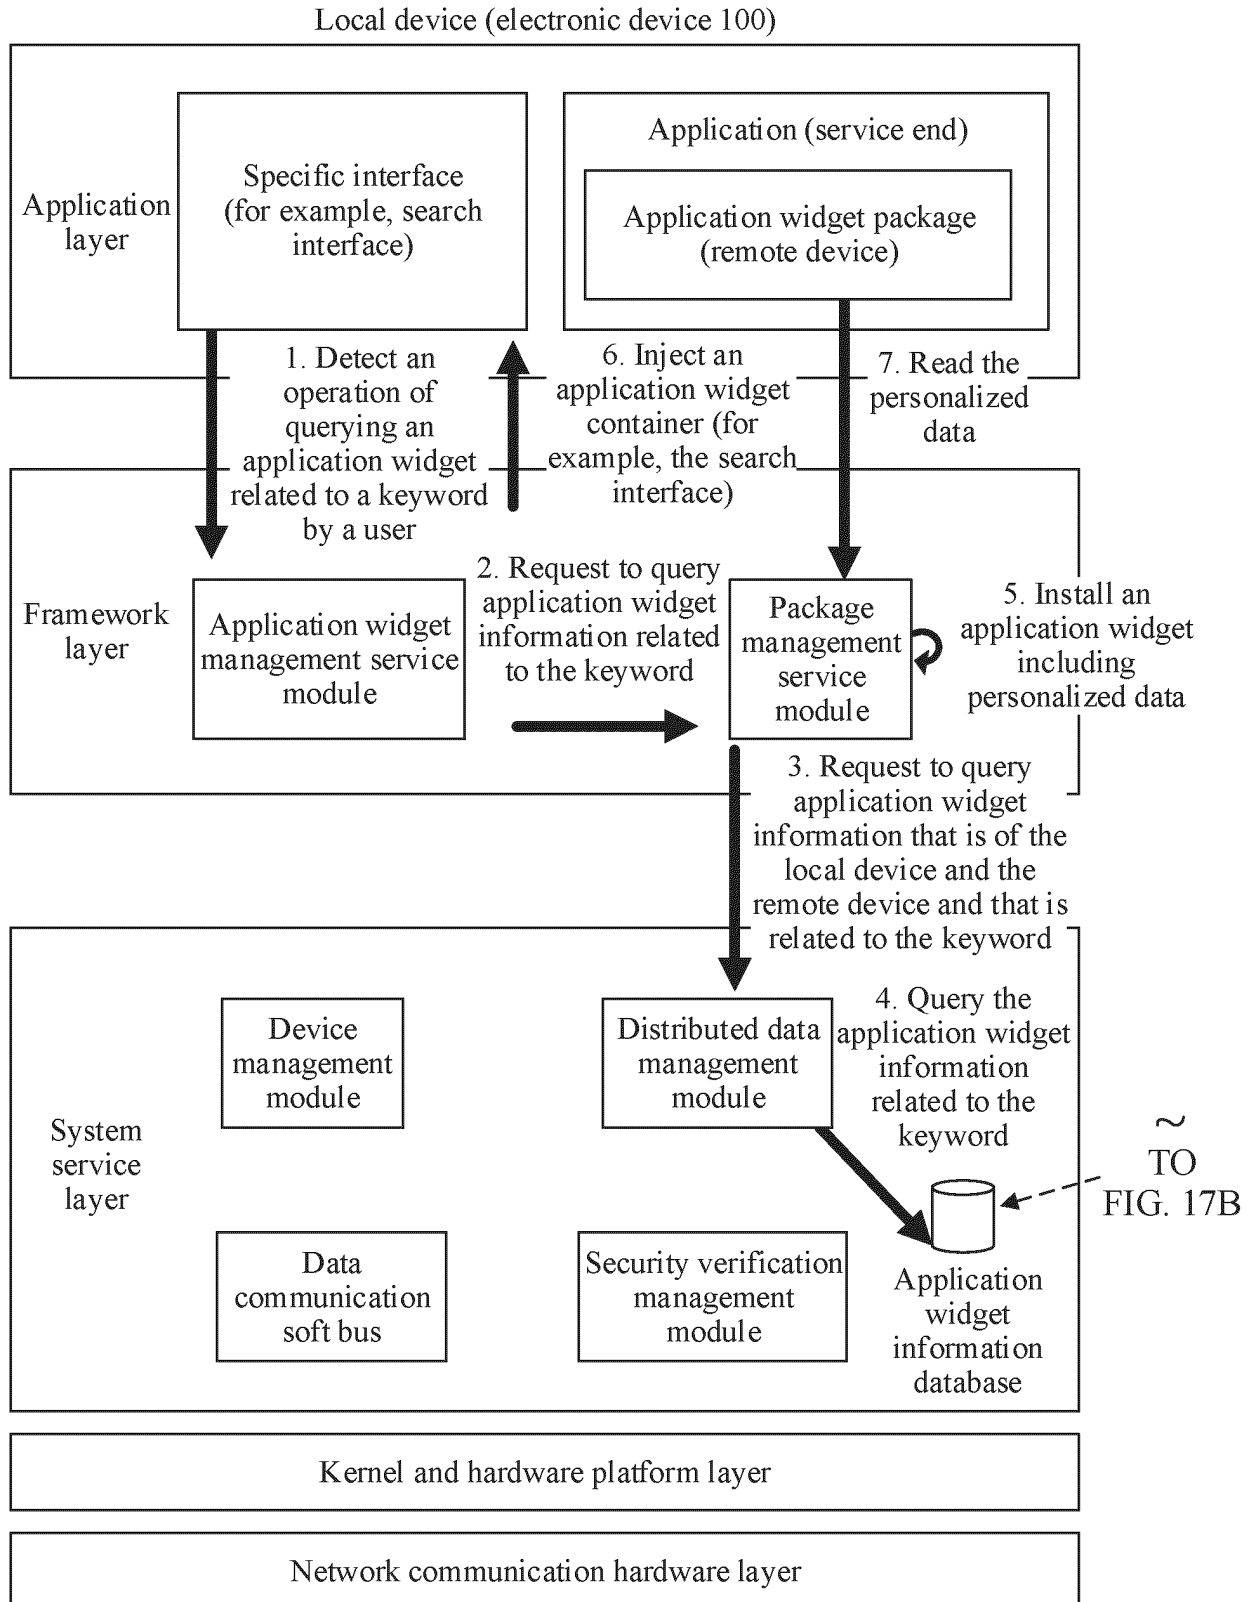 Local device (electronic device 100)
Application
layer
Specific interface
(for example, search
interface)
Application (service end)
Application widget package
(remote device)
1. Detect an
operation of
querying an
application widget
related to a keyword
by a user
6. Inject an
application widget
container (for
example, the search
interface)
7. Read the
personalized
data
Framework
layer
Application widget
management service
module
2. Request to query
application widget
information related
to the keyword
Package
management
service
module
5. Install an
application widget
including
personalized data
3. Request to query
application widget
information that is of the
local device and the
remote device and that is
related to the keyword
System
service
layer
Device
management
module
Distributed data
management
module
4. Query the
application widget
information
related to the
keyword
~
TO
FIG. 17B
Data
communication
soft bus
Security verification
management
module
Application
widget
information
database
Kernel and hardware platform layer
Network communication hardware layer